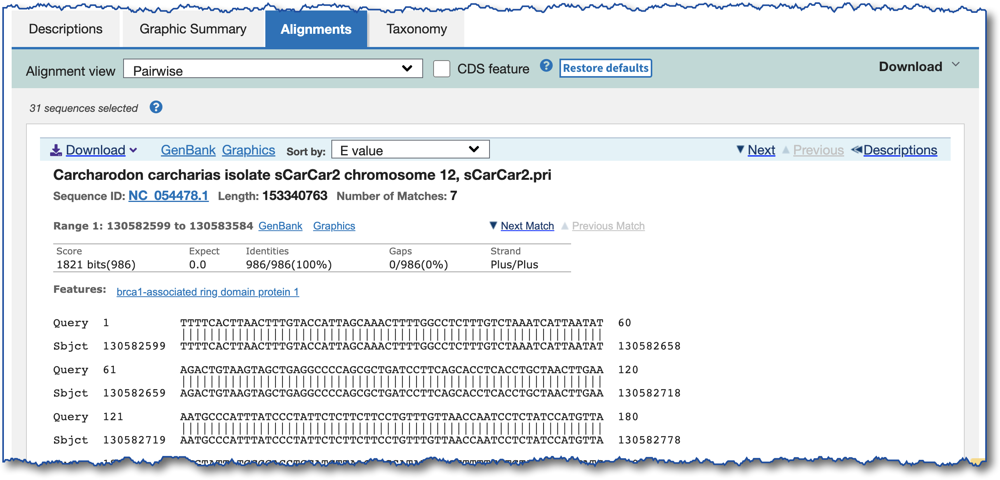 Descriptions Graphic Summary Alignments Taxonomy
Alignment view Pairwise CDS feature ? Restore defaults Download
31 sequences selected ?
Download GenBank Graphics Sort by: E value Next Previous Descriptions
Carcharodon carcharias isolate sCarCar2 chromosome 12, sCarCar2.pri
Sequence ID: NC_054478.1 Length: 153340763 Number of Matches: 7
Range 1: 130582599 to 130583584 GenBank Graphics Next Match Previous Match
Score Expect Identities Gaps Strand
1821 bits(986) 0.0 986/986(100%) 0/986(0%) Plus/Plus
Features: brca1-associated ring domain protein 1
Query 1 TTTTCACTTAACTTTGTACCATTAGCAAACTTTTGGCCTCTTTGTCTAAATCATTAATAT 60
||||||||||||||||||||||||||||||||||||||||||||||||||||||||||||
Sbjct 130582599 TTTTCACTTAACTTTGTACCATTAGCAAACTTTTGGCCTCTTTGTCTAAATCATTAATAT 130582658
Query 61 AGACTGTAAGTAGCTGAGGCCCCAGCGCTGATCCTTCAGCACCTCACCTGCTAACTTGAA 120
||||||||||||||||||||||||||||||||||||||||||||||||||||||||||||
Sbjct 130582659 AGACTGTAAGTAGCTGAGGCCCCAGCGCTGATCCTTCAGCACCTCACCTGCTAACTTGAA 130582718
Query 121 AATGCCCATTTATCCCTATTCTCTTCTTCCTGTTTGTTAACCAATCCTCTATCCATGTTA 180
||||||||||||||||||||||||||||||||||||||||||||||||||||||||||||
Sbjct 130582719 AATGCCCATTTATCCCTATTCTCTTCTTCCTGTTTGTTAACCAATCCTCTATCCATGTTA 130582778